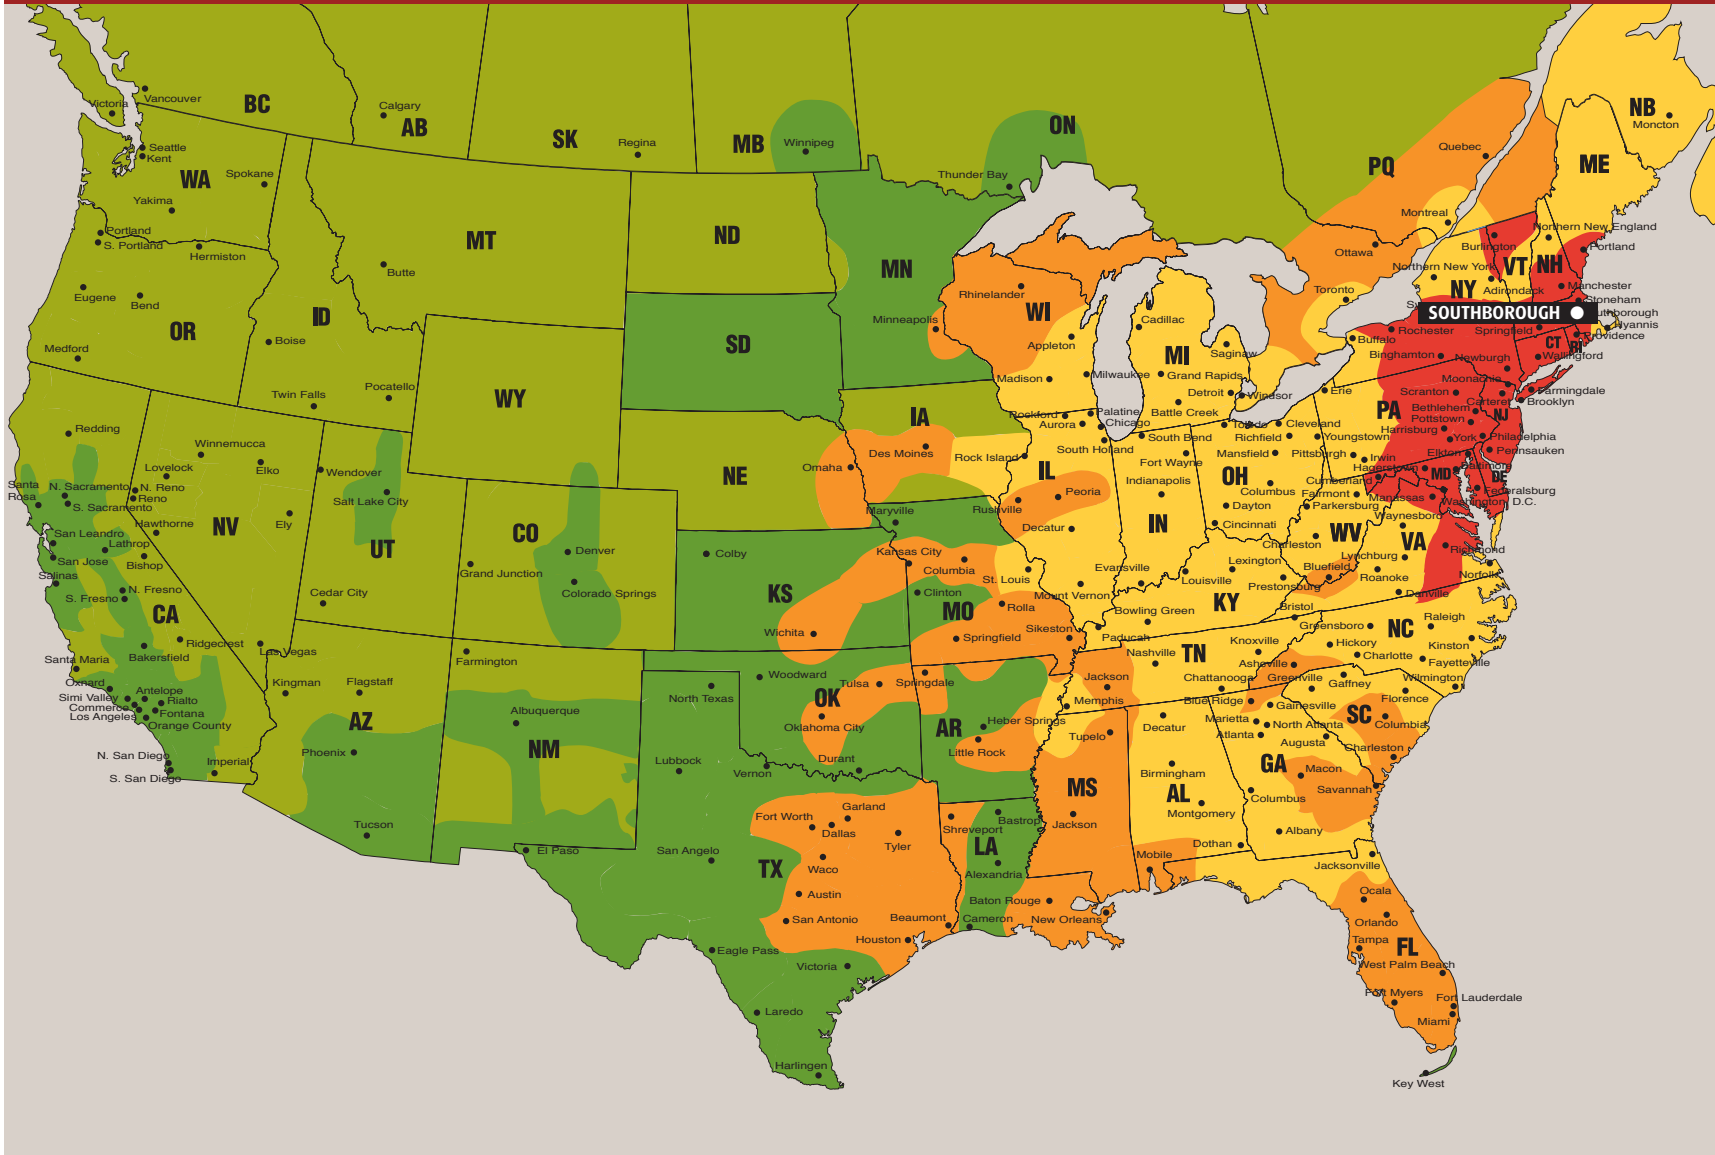 BC
AB
SK
MB
ON
PQ
NB
ME
WA
MT
ND
MN
OR
ID
SD
WI
MI
NY
VT
NH
WY
IA
NE
NV
UT
CO
KS
MO
IL
IN
OH
PA
NJ
CT
RI
MD
DE
WV
VA
KY
CA
AZ
NM
OK
AR
TN
NC
SC
GA
AL
MS
LA
TX
FL
SOUTHBOROUGH
Victoria
Vancouver
Calgary
Regina
Winnipeg
Thunder Bay
Quebec
Montreal
Ottawa
Toronto
Moncton
Seattle
Kent
Spokane
Yakima
Portland
S. Portland
Hermiston
Eugene
Bend
Medford
Butte
Boise
Twin Falls
Pocatello
Redding
Winnemucca
Lovelock
Elko
N. Reno
Reno
Wendover
Salt Lake City
Santa
Rosa
N. Sacramento
S. Sacramento
Hawthorne
Ely
San Leandro
Lathrop
San Jose
Bishop
Salinas
N. Fresno
S. Fresno
Cedar City
Ridgecrest
Bakersfield
Las Vegas
Santa Maria
Oxnard
Simi Valley
Antelope
Rialto
Commerce
Fontana
Los Angeles
Orange County
N. San Diego
S. San Diego
Imperial
Kingman
Flagstaff
Phoenix
Tucson
Farmington
Albuquerque
Grand Junction
Denver
Colorado Springs
Colby
Wichita
Woodward
North Texas
Tulsa
Oklahoma City
Durant
Lubbock
Vernon
El Paso
San Angelo
Fort Worth
Garland
Dallas
Tyler
Waco
Austin
San Antonio
Beaumont
Houston
Eagle Pass
Victoria
Laredo
Harlingen
Minneapolis
Rhinelander
Appleton
Madison
Milwaukee
Omaha
Des Moines
Rock Island
Maryville
Rushville
Kansas City
Columbia
Clinton
St. Louis
Rolla
Springfield
Sikeston
Springdale
Heber Springs
Little Rock
Shreveport
Bastrop
Alexandria
Baton Rouge
Cameron
New Orleans
Rockford
Palatine
Aurora
Chicago
South Holland
Peoria
Decatur
Mount Vernon
Cadillac
Saginaw
Grand Rapids
Detroit
Windsor
Battle Creek
South Bend
Fort Wayne
Indianapolis
Evansville
Toledo
Cleveland
Richfield
Youngstown
Mansfield
Columbus
Dayton
Cincinnati
Pittsburgh
Irwin
Erie
Buffalo
Rochester
Binghamton
Newburgh
Northern New York
Adirondack
Burlington
Northern New England
Portland
Manchester
Stoneham
Hyannis
Providence
Springfield
Wallingford
Moonachie
Farmingdale
Brooklyn
Carteret
Scranton
Bethlehem
Pottstown
Harrisburg
York
Philadelphia
Pennsauken
Elkton
Hagerstown
Baltimore
Cumberland
Federalsburg
Fairmont
Manassas
Washington, D.C.
Parkersburg
Waynesboro
Charleston
Lynchburg
Richmond
Bluefield
Roanoke
Norfolk
Danville
Lexington
Louisville
Prestonsburg
Bowling Green
Paducah
Bristol
Nashville
Knoxville
Chattanooga
Jackson
Memphis
Asheville
Greensboro
Raleigh
Hickory
Kinston
Charlotte
Fayetteville
Wilmington
Greenville
Gaffney
Florence
Columbia
Charleston
Blue Ridge
Gainesville
Marietta
North Atlanta
Atlanta
Augusta
Macon
Savannah
Columbus
Albany
Tupelo
Decatur
Birmingham
Montgomery
Jackson
Dothan
Mobile
Jacksonville
Ocala
Orlando
Tampa
West Palm Beach
Fort Myers
Fort Lauderdale
Miami
Key West